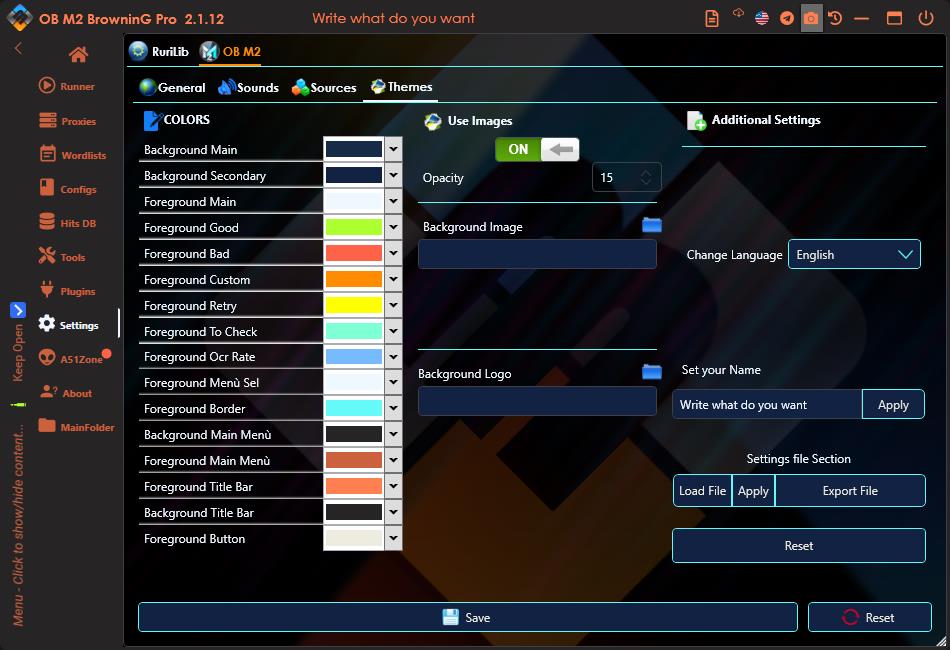 OB M2 BrowninG Pro 2.1.12
Write what do you want
Runner
Proxies
Wordlists
Configs
Hits DB
Tools
Plugins
Settings
A51Zone
About
MainFolder
Keep Open
Menu - Click to show/hide content...
RuriLib
OB M2
General
Sounds
Sources
Themes
COLORS
Background Main
Background Secondary
Foreground Main
Foreground Good
Foreground Bad
Foreground Custom
Foreground Retry
Foreground To Check
Foreground Ocr Rate
Foreground Menù Sel
Foreground Border
Background Main Menù
Foreground Main Menù
Foreground Title Bar
Background Title Bar
Foreground Button
Use Images
ON
Opacity
15
Background Image
Background Logo
Additional Settings
Change Language
English
Set your Name
Write what do you want
Apply
Settings file Section
Load File
Apply
Export File
Reset
Save
Reset